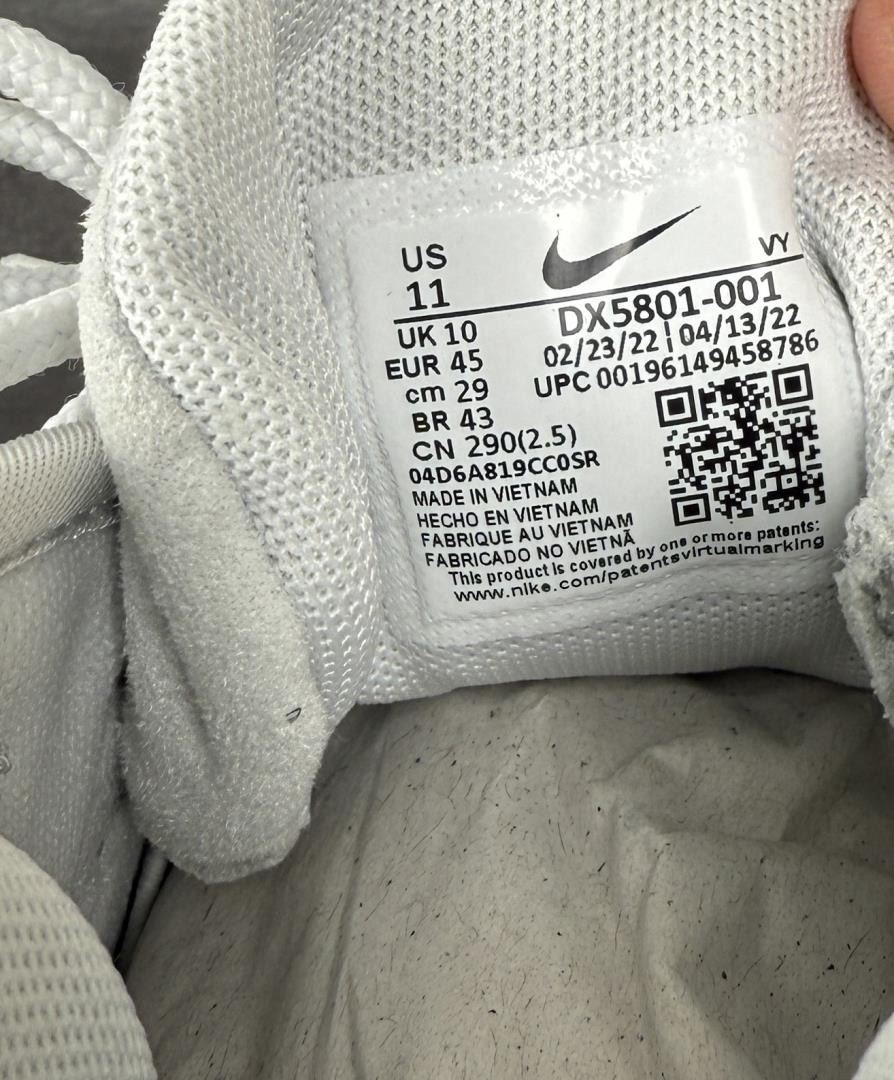 US
11
VY
UK 10
EUR 45
cm 29
BR 43
CN 290(2.5)
04D6A819CC0SR
DX5801-001
02/23/22 | 04/13/22
UPC 00196149458786
MADE IN VIETNAM
HECHO EN VIETNAM
FABRIQUE AU VIETNAM
FABRICADO NO VIETNÃ
This product is covered by one or more patents:
www.nike.com/patentsvirtualmarking